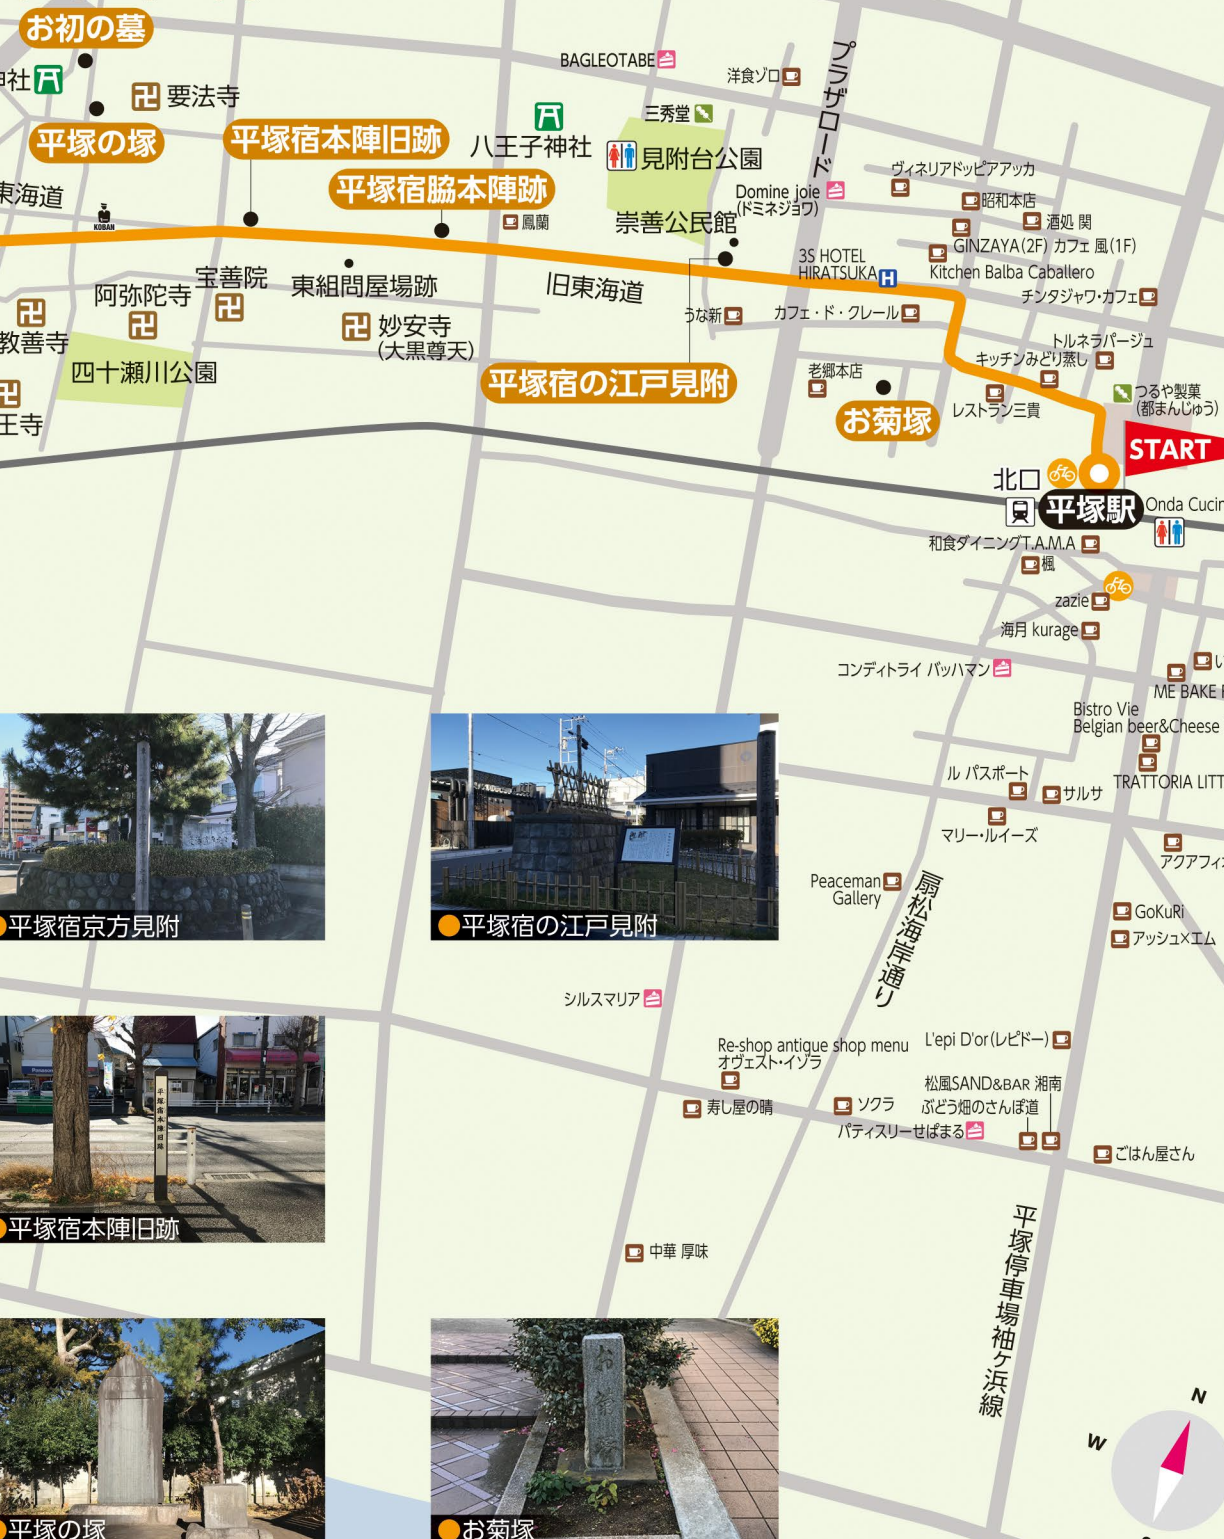 お初の墓
神社
要法寺
平塚の塚
平塚宿本陣旧跡
平塚宿脇本陣跡
八王子神社
BAGLEOTABE
洋食ゾロ
プラザロード
三秀堂
見附台公園
Domine joie
(ドミネジョワ)
崇善公民館
鳳蘭
ヴィネリアドッピアアッカ
昭和本店
酒処 関
GINZAYA(2F) カフェ 風(1F)
Kitchen Balba Caballero
チンタジャワ・カフェ
3S HOTEL
HIRATSUKA
H
東海道
KOBAN
宝善院
東組問屋場跡
旧東海道
阿弥陀寺
教善寺
妙安寺
(大黒尊天)
四十瀬川公園
王寺
うな新
カフェ・ド・クレール
平塚宿の江戸見附
老郷本店
お菊塚
トルネラパージュ
キッチンみどり蒸し
レストラン三貴
つるや製菓
(都まんじゅう)
START
北口
平塚駅
Onda Cucin
和食ダイニングT.A.M.A
楓
zazie
海月 kurage
コンディトライ バッハマン
い
ME BAKE
Bistro Vie
Belgian beer&Cheese
TRATTORIA LITT
ル パスポート
サルサ
マリー・ルイーズ
アクアフィ
Peaceman
Gallery
扇松海岸通り
GoKuRi
アッシュ×エム
平塚宿京方見附
平塚宿の江戸見附
シルスマリア
Re-shop antique shop menu
オヴェスト・イゾラ
L'epi D'or(レピドー)
松風SAND&BAR 湘南
ぶどう畑のさんぽ道
寿し屋の晴
ソクラ
パティスリーせばまる
ごはん屋さん
Panasonic
平塚宿本陣旧跡
平塚宿本陣旧跡
中華 厚味
平塚停車場袖ヶ浜線
お菊塚
平塚の塚
お菊塚
N
W